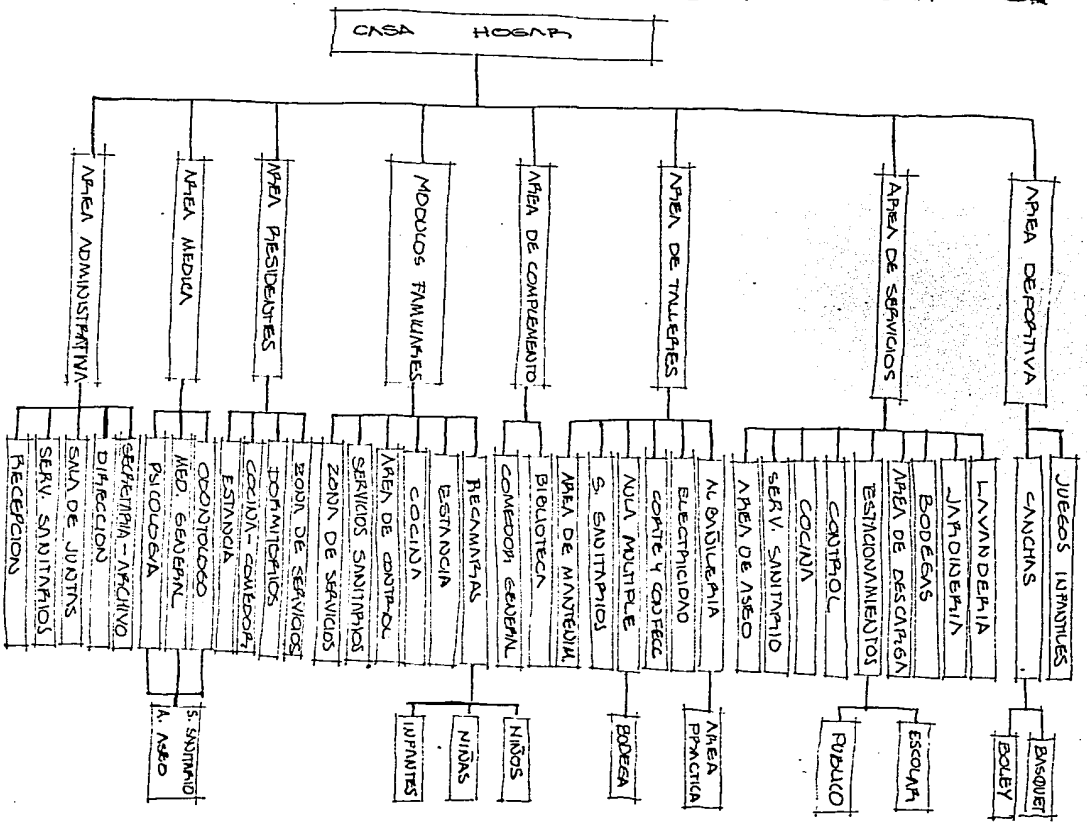 CASA HOGAR
AREA ADMINISTRATIVA
RECEPCION
SERV. SANITARIOS
SALA DE JUNTAS
DIRECCION
SECRETARIA - ARCHIVO
AREA MEDICA
PSICOLOGIA
MED. GENERAL
ODONTOLOGO
S. SANITARIO
A. ASEO
AREA RESIDENTES
ESTANCIA
COCINA - COMEDOR
DORMITORIOS
ZONA DE SERVICIOS
MODULOS FAMILIARES
ZONA DE SERVICIOS
SERVICIOS SANITARIOS
AREA DE CONTROL
COCINA
ESTANCIA
RECAMARAS
INFANTES
NIÑAS
NIÑOS
AREA DE COMPLEMENTO
COMEDOR GENERAL
BIBLIOTECA
AREA DE TALLERES
AREA DE MANTENIM.
S. SANITARIOS
AULA MULTIPLE
CORTE Y CONFECC
ELECTRICIDAD
ALBAÑILERIA
BODEGA
AREA
PRACTICA
AREA DE SERVICIOS
AREA DE ASEO
SERV. SANITARIO
COCINA
CONTROL
ESTACIONAMIENTOS
AREA DE DESCARGA
BODEGAS
JARDINERIA
LAVANDERIA
PUBLICO
ESCOLAR
AREA DEPORTIVA
CANCHAS
JUEGOS INFANTILES
BOLEY
BASQUET